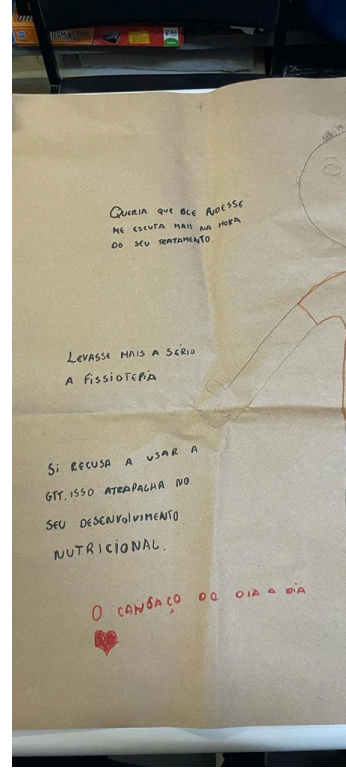 QUERIA QUE ELE PUDESSE
ME ESCUTA MAIS NA HORA
DO SEU TRATAMENTO.
LEVASSE MAIS A SÉRIO
A FISSIOTEPIA
SI RECUSA A USAR A
GTT. ISSO ATRAPALHA NO
SEU DESENVOLVIMENTO
NUTRICIONAL.
O CANSAÇO DO DIA A DIA